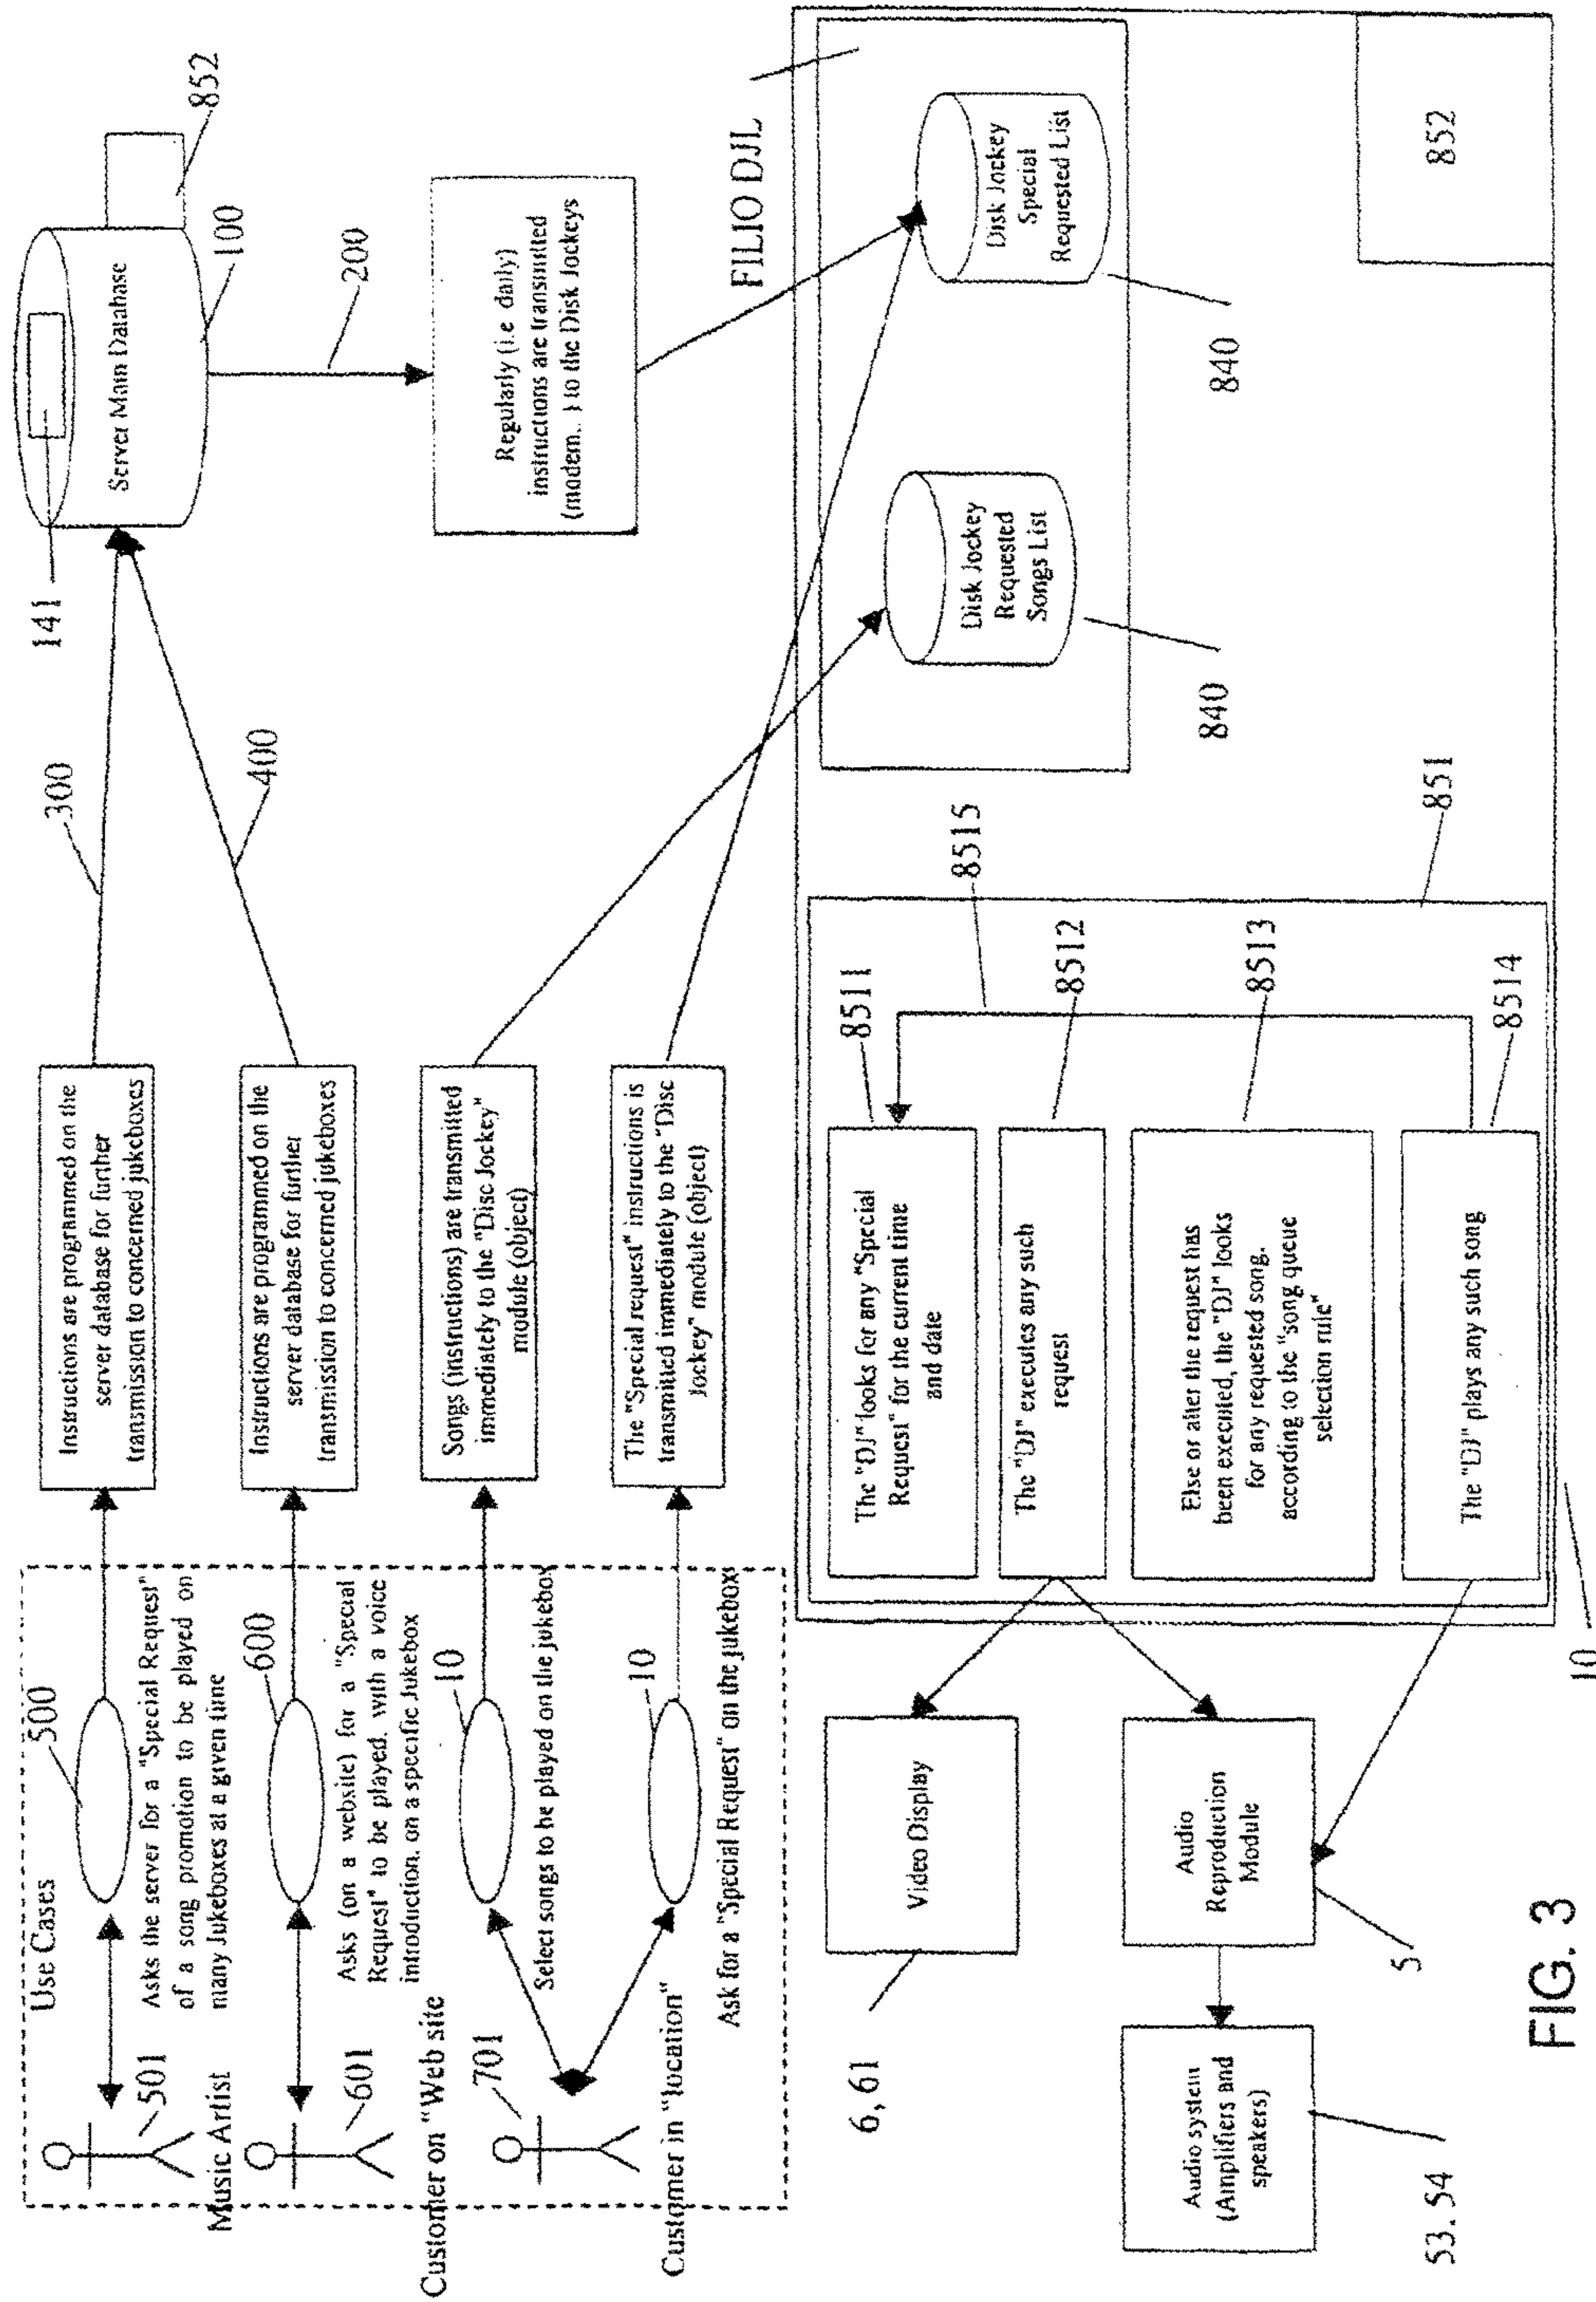 Use Cases
500
501
Asks the server for a "Special Request"
of a song promotion to be played on
many Jukeboxes at a given time
Music Artist
600
601
Asks (on a website) for a "Special
Request" to be played. with a voice
introduction. on a specific Jukebox
Customer on "Web site
701
10
Select songs to be played on the jukebox
10
Customer in "location"
Ask for a "Special Request" on the jukebox
Instructions are programmed on the
server database for further
transmission to concerned jukeboxes
Instructions are programmed on the
server database for further
transmission to concerned jukeboxes
Songs (instructions) are transmitted
immediately to the "Disc Jockey"
module (object)
The "Special request" instructions is
transmitted immediately to the "Disc
Jockey" module (object)
300
400
141
Server Main Database
852
100
200
Regularly (i.e daily)
instructions are transmitted
(modem.. ) to the Disk Jockeys
FILIO DJL
Disk Jockey
Requested
Songs List
840
Disk Jockey
Special
Requested List
840
852
851
8515
8511
The "DJ" looks for any "Special
Request" for the current time
and date
8512
The "DJ" executes any such
request
8513
Else or after the request has
been executed, the "DJ" looks
for any requested song.
according to the "song queue
selection rule"
8514
The "DJ" plays any such song
10
Video Display
6, 61
Audio
Reproduction
Module
5
Audio system
(Amplifiers and
speakers)
53. 54
FIG. 3